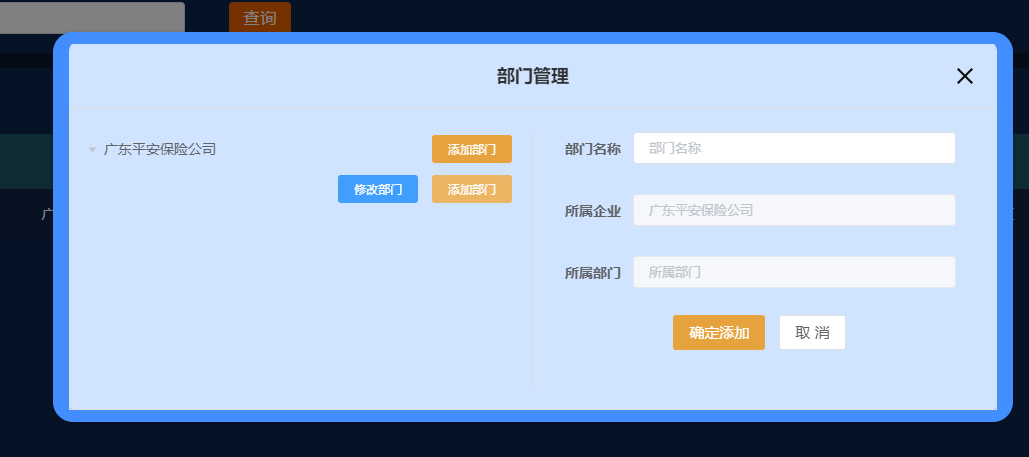 查询
部门管理
广东平安保险公司
添加部门
修改部门
添加部门
部门名称
部门名称
所属企业
广东平安保险公司
所属部门
所属部门
确定添加
取 消
广